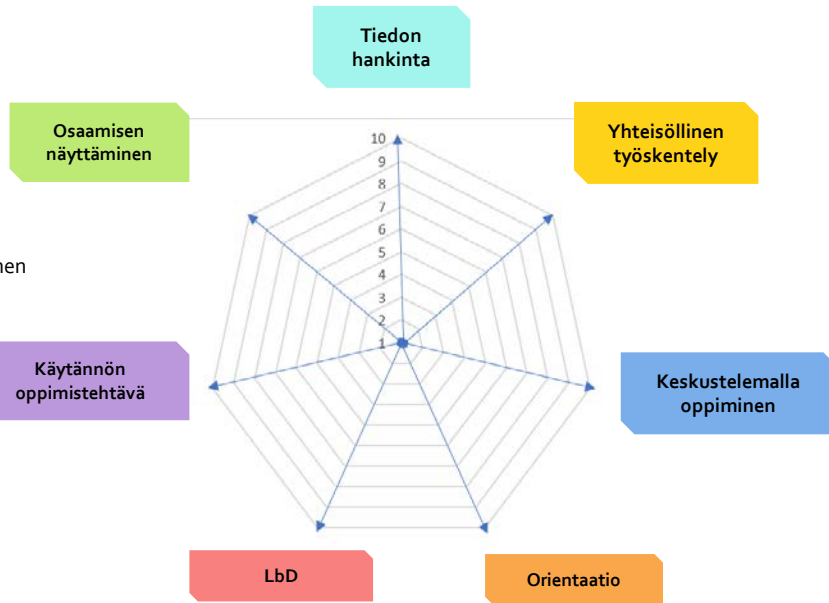 Tiedon
hankinta
Osaamisen
näyttäminen
Yhteisöllinen
työskentely
10
9
8
7
6
5
4
3
2
1
nen
Käytännön
oppimistehtävä
Keskustelemalla
oppiminen
LbD
Orientaatio